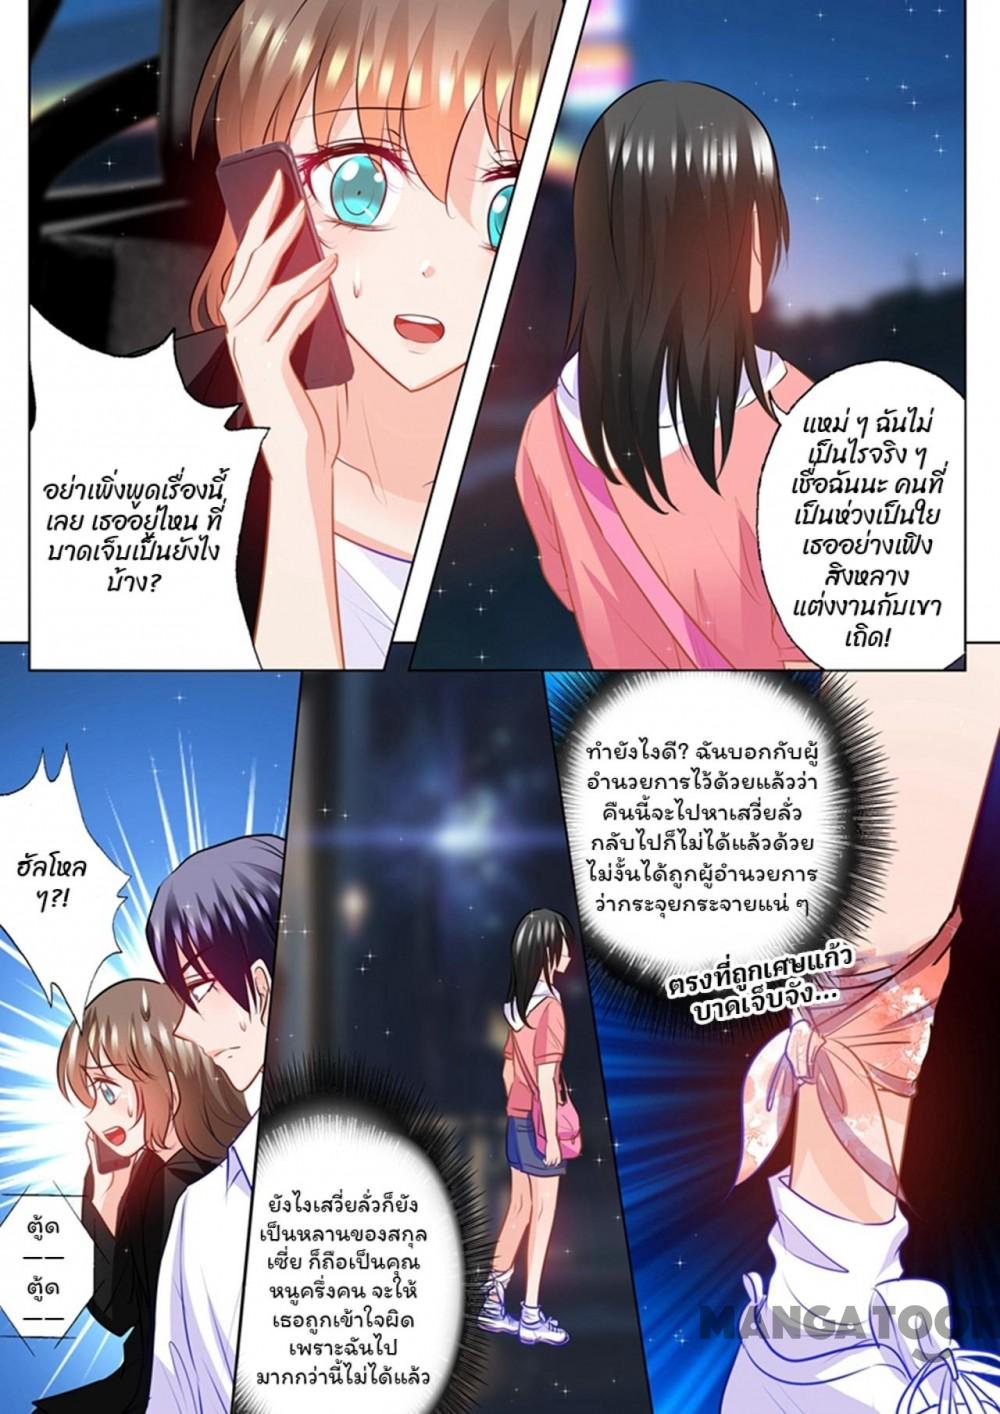 อย่าเพิ่งพูดเรื่องนี้
เลย เธออยู่ไหน ที่
บาดเจ็บเป็นยังไง
บ้าง?
แหม่ ๆ ฉันไม่
เป็นไรจริง ๆ
เชื่อฉันนะ คนที่
เป็นห่วงเป็นใย
เธออย่างเฟิง
สิงหลาง
แต่งงานกับเขา
เถิด!
ฮัลโหล
ๆ?!
ตู้ด
——
ตู้ด
——
ทำยังไงดี? ฉันบอกกับผู้
อำนวยการไว้ด้วยแล้วว่า
คืนนี้จะไปหาเสวี่ยลั่ว
กลับไปก็ไม่ได้แล้วด้วย
ไม่งั้นได้ถูกผู้อำนวยการ
ว่ากระจุยกระจายแน่ ๆ
ตรงที่ถูกเศษแก้ว
บาดเจ็บจัง...
ยังไงเสวี่ยลั่วก็ยัง
เป็นหลานของสกุล
เซี่ย ก็ถือเป็นคุณ
หนูครึ่งคน จะให้
เธอถูกเข้าใจผิด
เพราะฉันไป
มากกว่านี้ไม่ได้แล้ว
MANGATOON